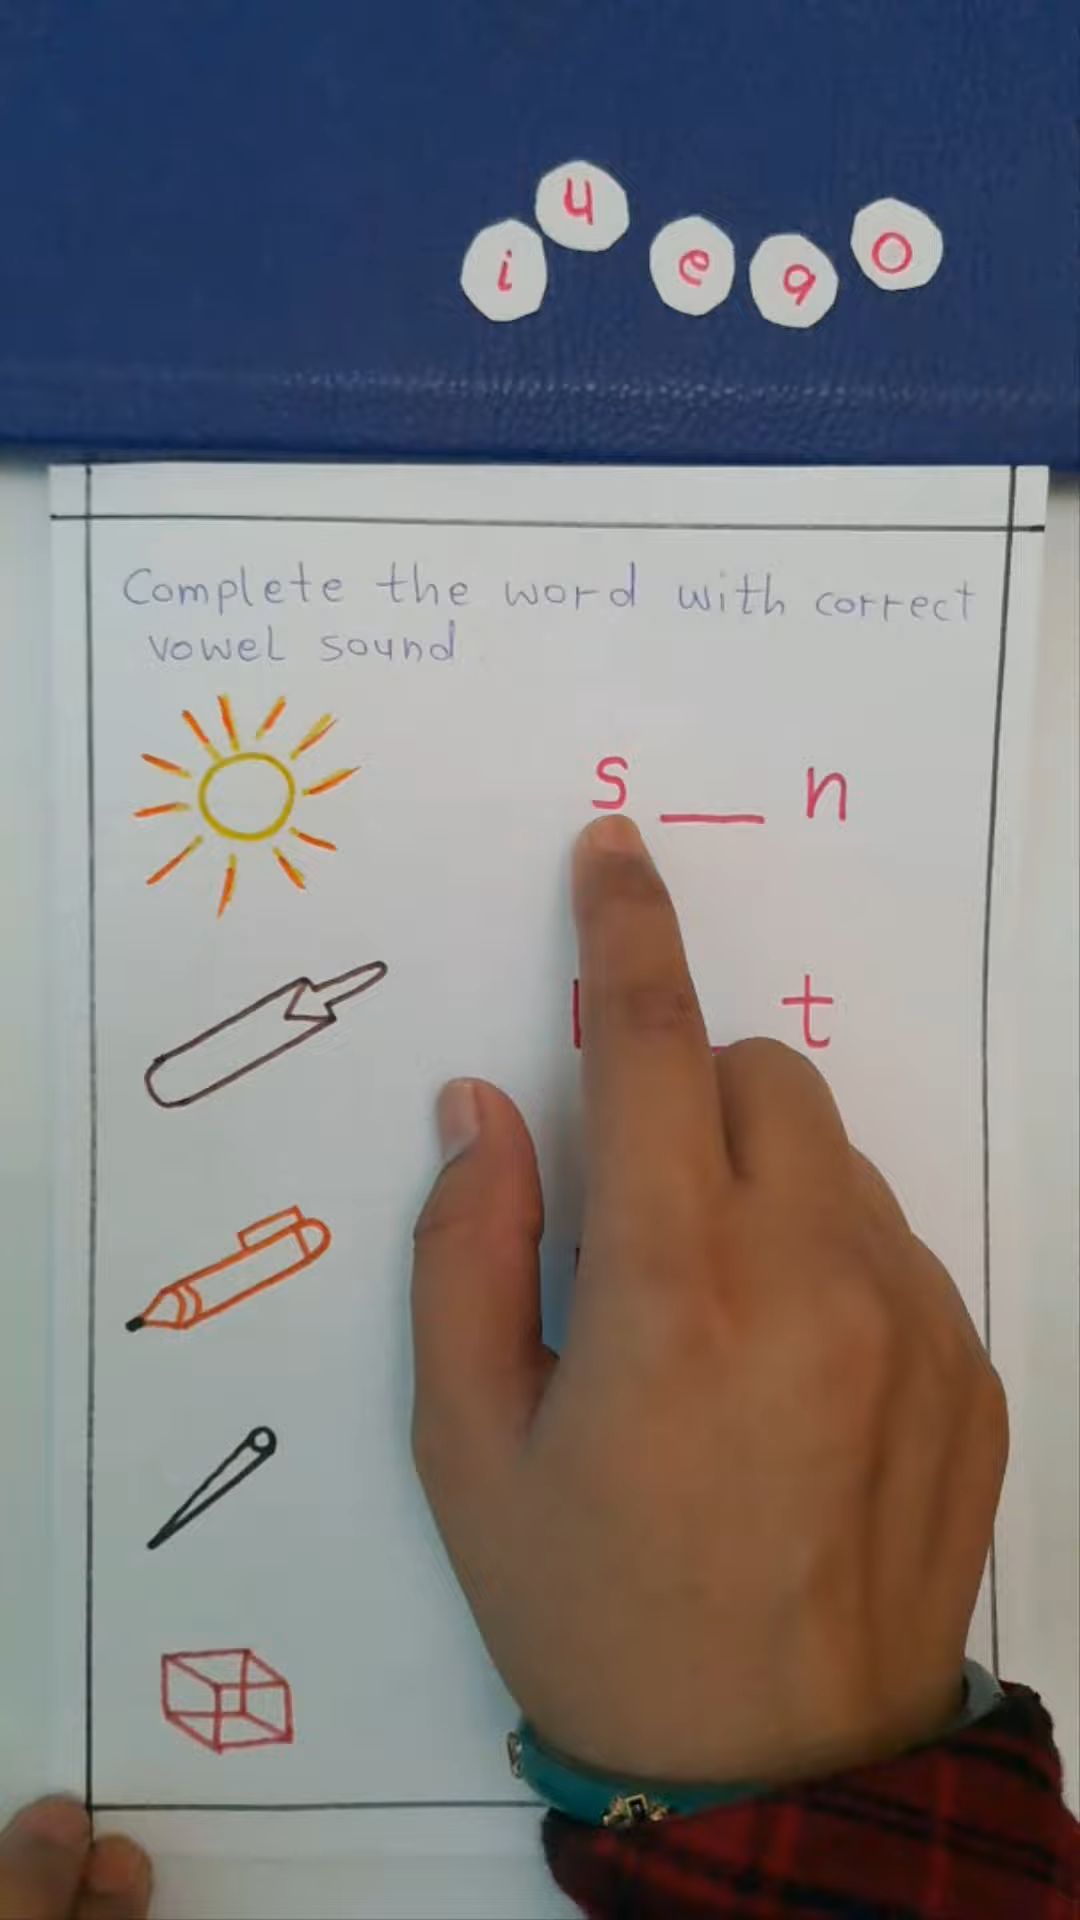 u
i e a o
Complete the word with correct
vowel sound
s __ n
t